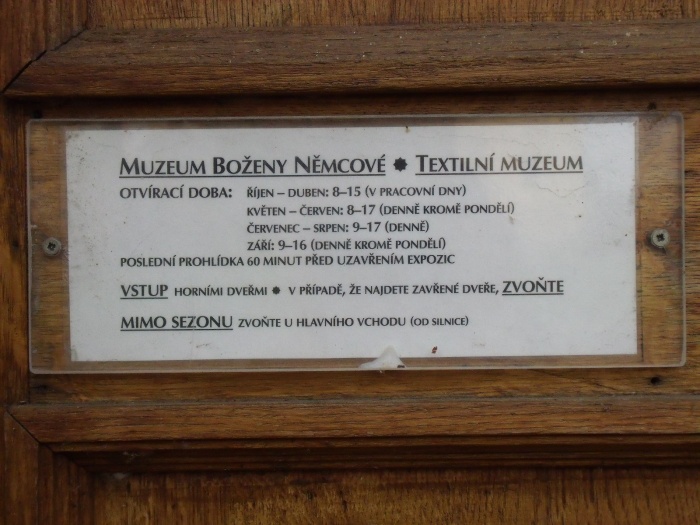 MUZEUM BOŽENY NĚMCOVÉ ✸ TEXTILNÍ MUZEUM
OTVÍRACÍ DOBA: ŘÍJEN – DUBEN: 8–15 (V PRACOVNÍ DNY)
KVĚTEN – ČERVEN: 8–17 (DENNĚ KROMĚ PONDĚLÍ)
ČERVENEC – SRPEN: 9–17 (DENNĚ)
ZÁŘÍ: 9–16 (DENNĚ KROMĚ PONDĚLÍ)
POSLEDNÍ PROHLÍDKA 60 MINUT PŘED UZAVŘENÍM EXPOZIC
VSTUP HORNÍMI DVEŘMI ✸ V PŘÍPADĚ, ŽE NAJDETE ZAVŘENÉ DVEŘE, ZVOŇTE
MIMO SEZONU ZVOŇTE U HLAVNÍHO VCHODU (OD SILNICE)